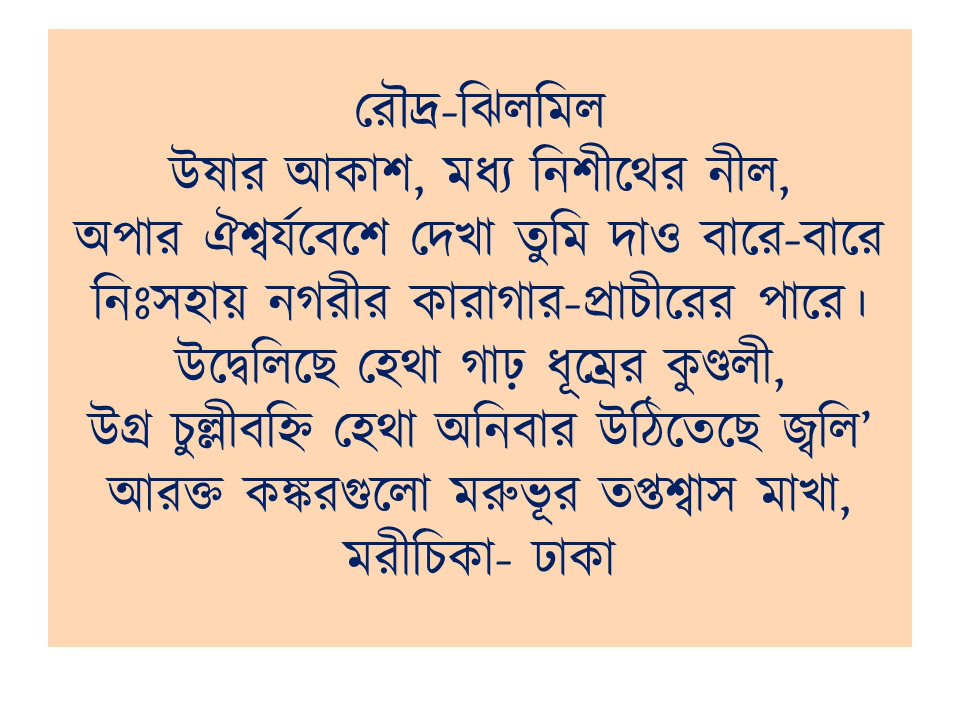 রৌদ্র-ঝিলমিল
উষার আকাশ, মধ্য নিশীথের নীল,
অপার ঐশ্বর্যবেশে দেখা তুমি দাও বারে-বারে
নিঃসহায় নগরীর কারাগার-প্রাচীরের পারে।
উদ্বেলিছে হেথা গাঢ় ধূম্রের কুণ্ডলী,
উগ্র চুল্লীবহ্নি হেথা অনিবার উঠিতেছে জ্বলি’
আরক্ত কঙ্করগুলো মরুভূর তপ্তশ্বাস মাখা,
মরীচিকা- ঢাকা